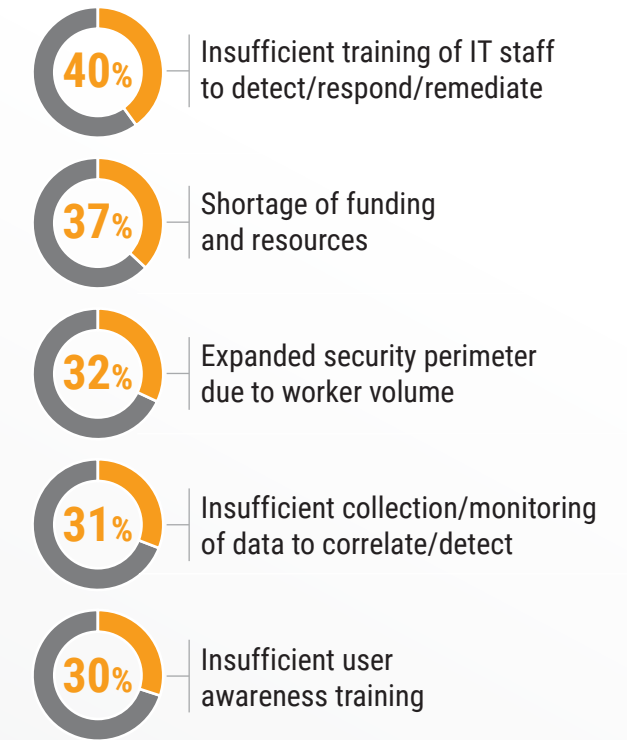 40%
Insufficient training of IT staff
to detect/respond/remediate
37%
Shortage of funding
and resources
32%
Expanded security perimeter
due to worker volume
31%
Insufficient collection/monitoring
of data to correlate/detect
30%
Insufficient user
awareness training